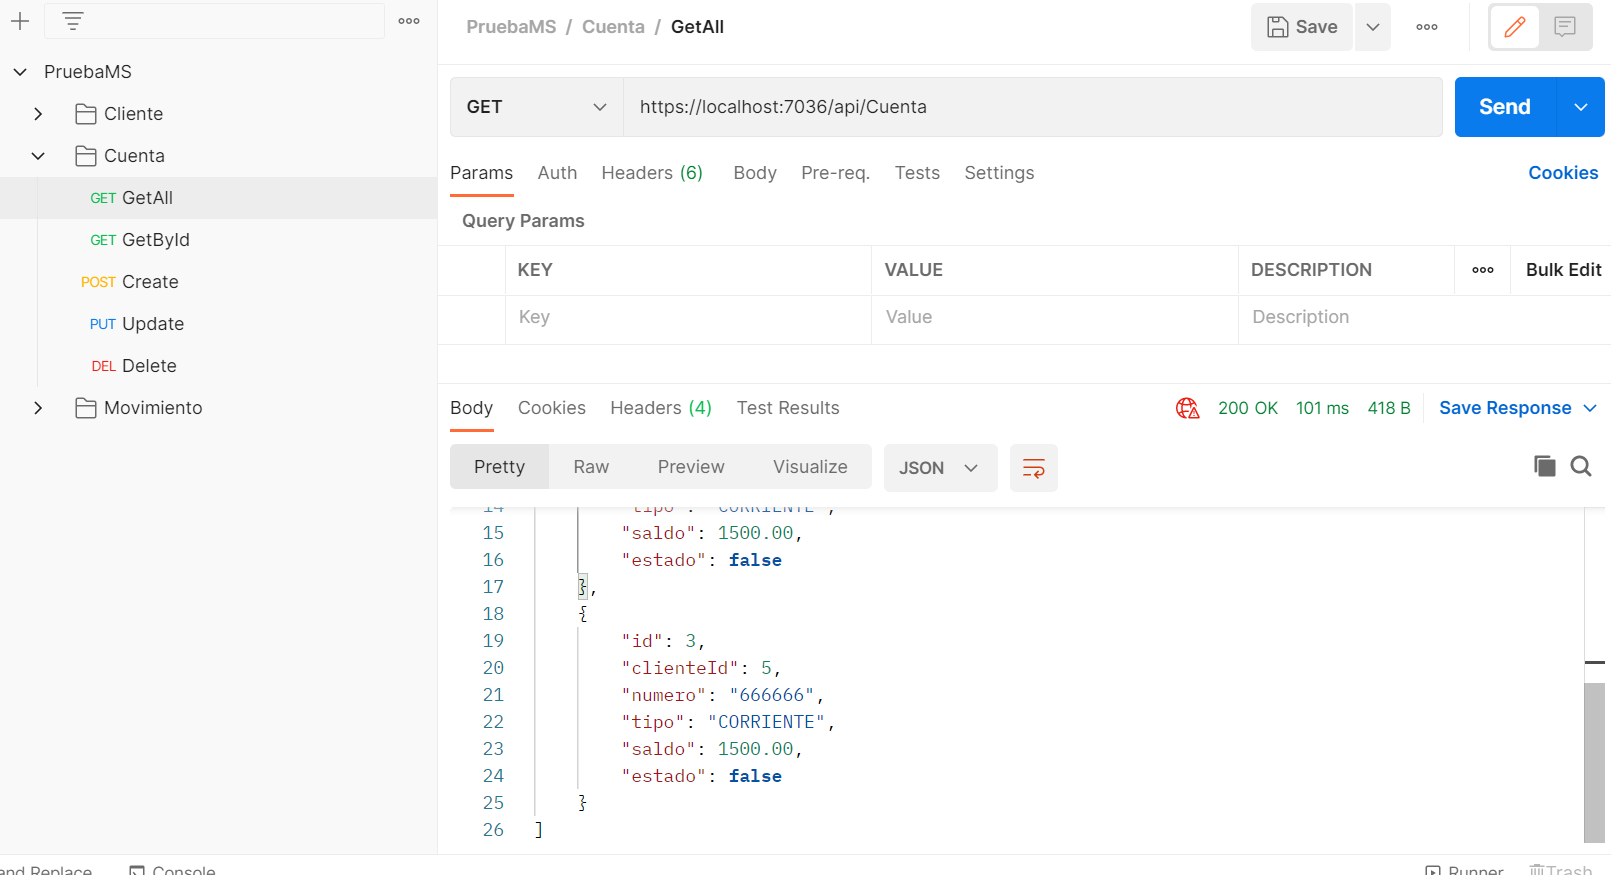 PruebaMS
Cliente
Cuenta
GET GetAll
GET GetById
POST Create
PUT Update
DEL Delete
Movimiento
PruebaMS / Cuenta / GetAll
Save
GET
https://localhost:7036/api/Cuenta
Send
Params Auth Headers (6) Body Pre-req. Tests Settings Cookies
Query Params
KEY VALUE DESCRIPTION Bulk Edit
Key Value Description
Body Cookies Headers (4) Test Results 200 OK 101 ms 418 B Save Response
Pretty Raw Preview Visualize JSON
14 "tipo": "CORRIENTE",
15 "saldo": 1500.00,
16 "estado": false
17 },
18 {
19 "id": 3,
20 "clienteId": 5,
21 "numero": "666666",
22 "tipo": "CORRIENTE",
23 "saldo": 1500.00,
24 "estado": false
25 }
26 ]
and Replace Console Runner Trash